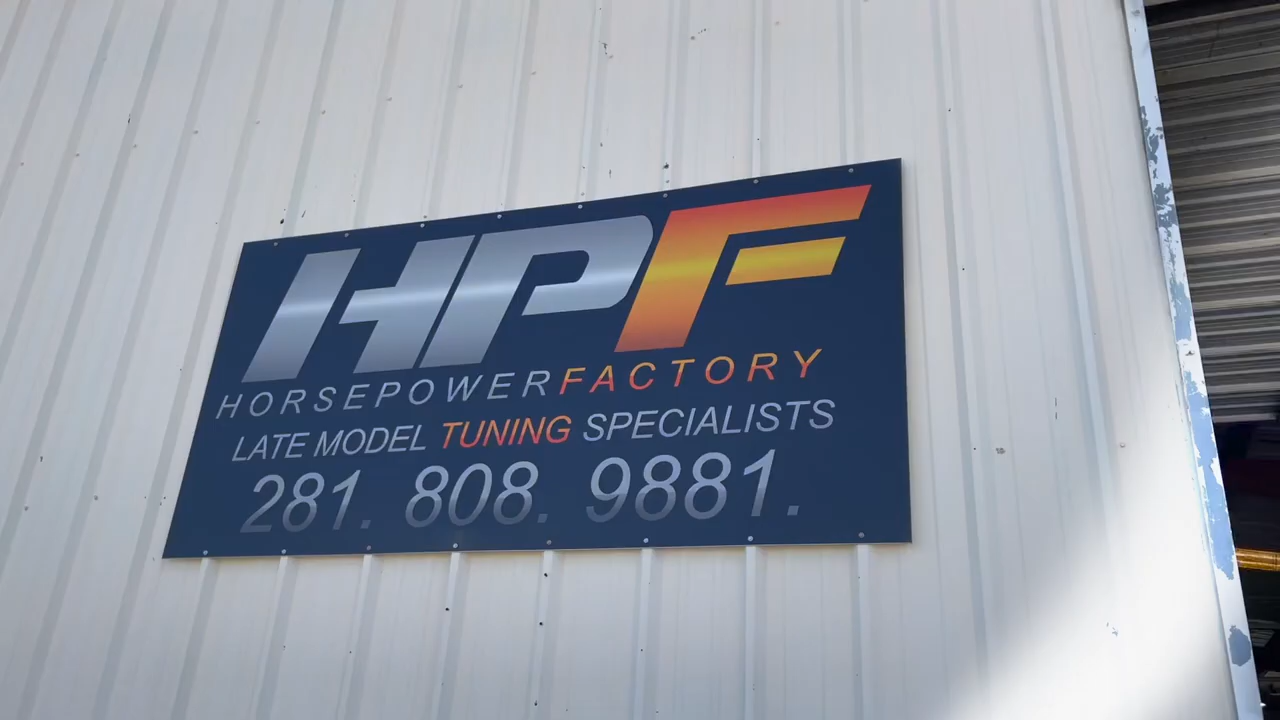 HPF
HORSEPOWERFACTORY
LATE MODEL TUNING SPECIALISTS
281. 808. 9881.